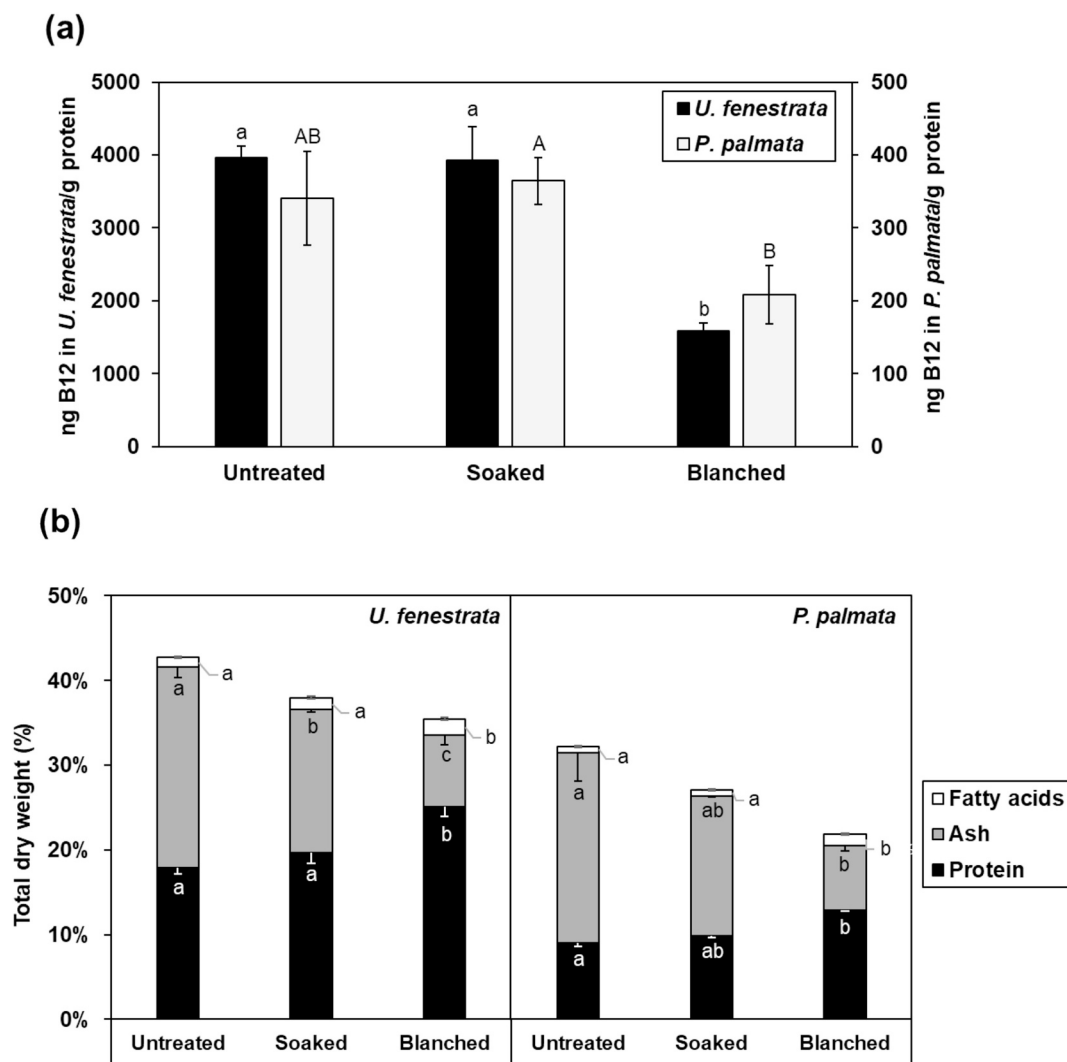 (a)
ng B12 in U. fenestrata/g protein
5000
4000
3000
2000
1000
0
a
AB
a
A
b
B
U. fenestrata
P. palmata
500
400
300
200
100
0
ng B12 in P. palmata/g protein
Untreated
Soaked
Blanched
(b)
Total dry weight (%)
50%
40%
30%
20%
10%
0%
U. fenestrata
P. palmata
a
a
a
a
b
a
b
c
b
a
a
a
a
ab
ab
b
b
b
Fatty acids
Ash
Protein
Untreated
Soaked
Blanched
Untreated
Soaked
Blanched